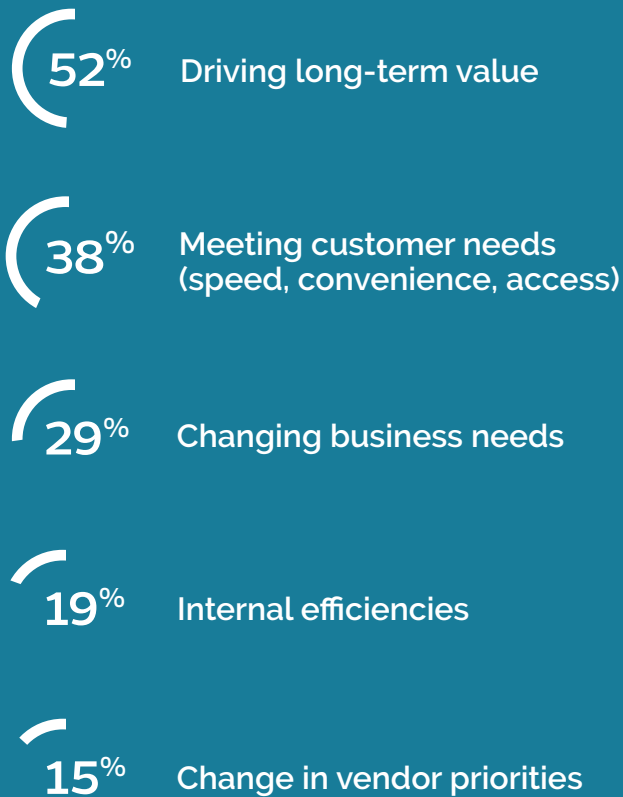 52% Driving long-term value
38% Meeting customer needs
(speed, convenience, access)
29% Changing business needs
19% Internal efficiencies
15% Change in vendor priorities